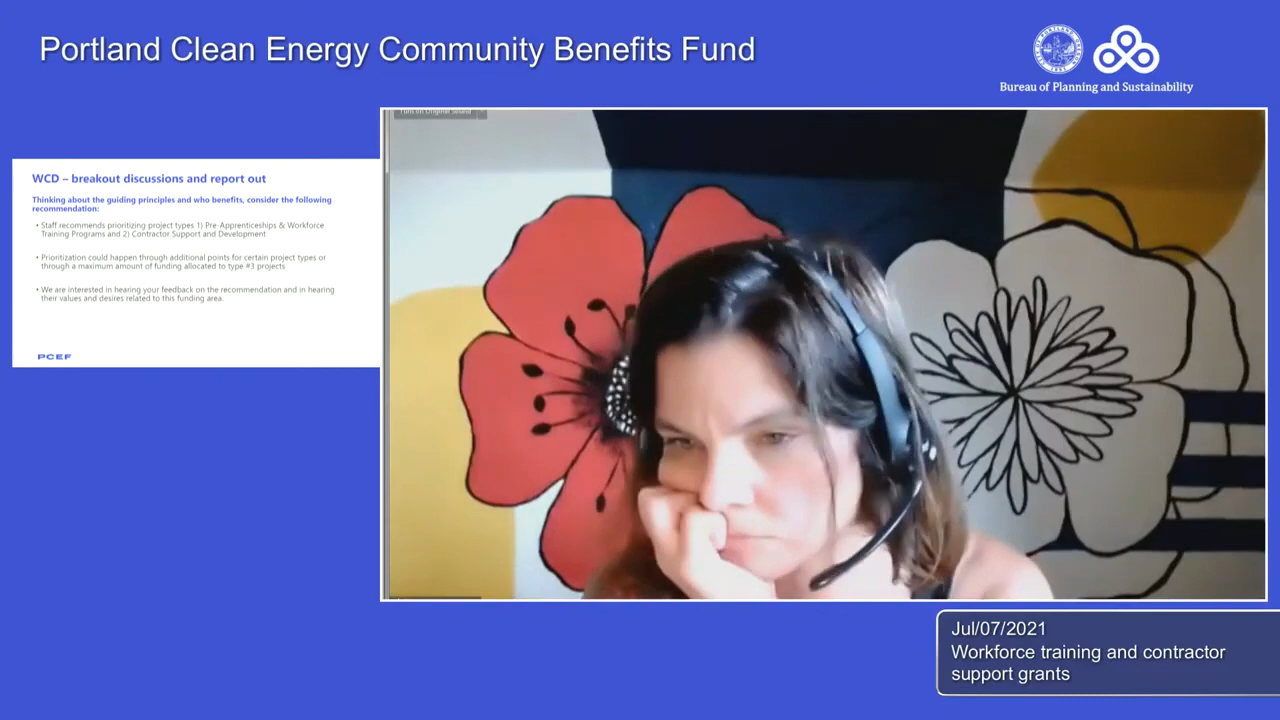 Portland Clean Energy Community Benefits Fund
Bureau of Planning and Sustainability
WCD – breakout discussions and report out
Thinking about the guiding principles and who benefits, consider the following
recommendation:
• Staff recommends prioritizing project types 1) Pre-Apprenticeships & Workforce
Training Programs and 2) Contractor Support and Development
• Prioritization could happen through additional points for certain project types or
through a maximum amount of funding allocated to type #3 projects
• We are interested in hearing your feedback on the recommendation and in hearing
their values and desires related to this funding area.
PCEF
Jul/07/2021
Workforce training and contractor
support grants